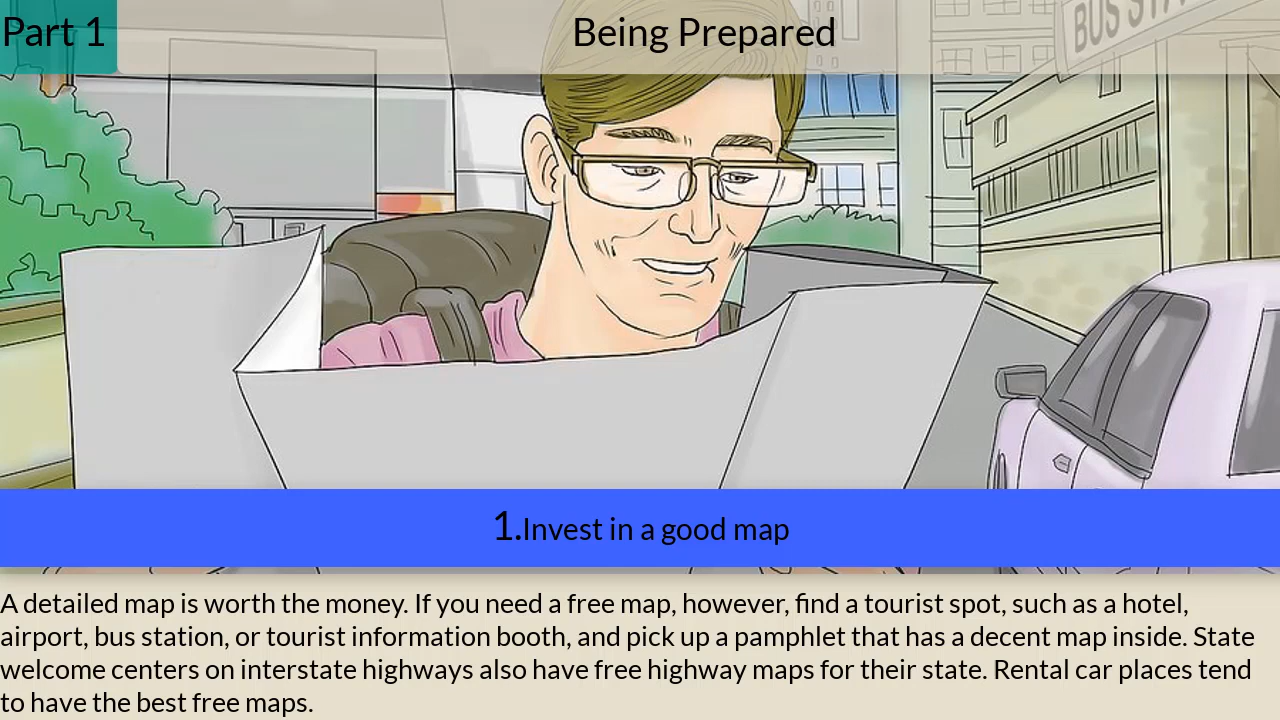 Part 1
Being Prepared
BUS
1.Invest in a good map
A detailed map is worth the money. If you need a free map, however, find a tourist spot, such as a hotel,
airport, bus station, or tourist information booth, and pick up a pamphlet that has a decent map inside. State
welcome centers on interstate highways also have free highway maps for their state. Rental car places tend
to have the best free maps.